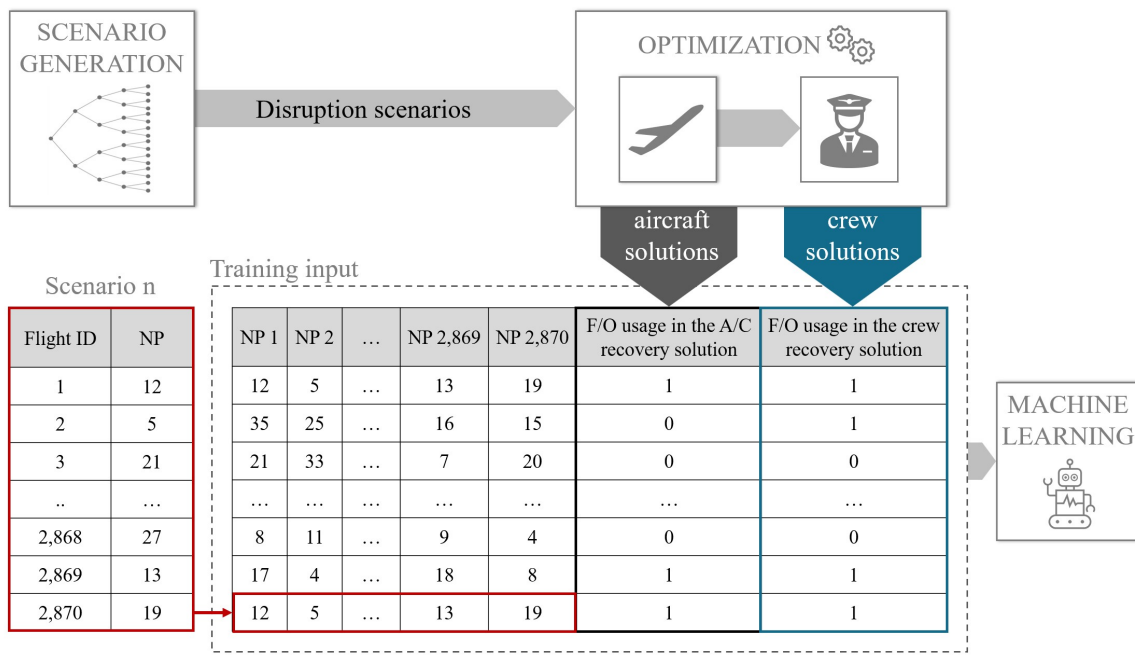 SCENARIO
GENERATION
Disruption scenarios
OPTIMIZATION
aircraft
solutions
crew
solutions
Scenario n
Flight ID NP
1 12
2 5
3 21
.. …
2,868 27
2,869 13
2,870 19
Training input
NP 1 NP 2 … NP 2,869 NP 2,870 F/O usage in the A/C recovery solution F/O usage in the crew recovery solution
12 5 … 13 19 1 1
35 25 … 16 15 0 1
21 33 … 7 20 0 0
… … … … … … …
8 11 … 9 4 0 0
17 4 … 18 8 1 1
12 5 … 13 19 1 1
MACHINE
LEARNING